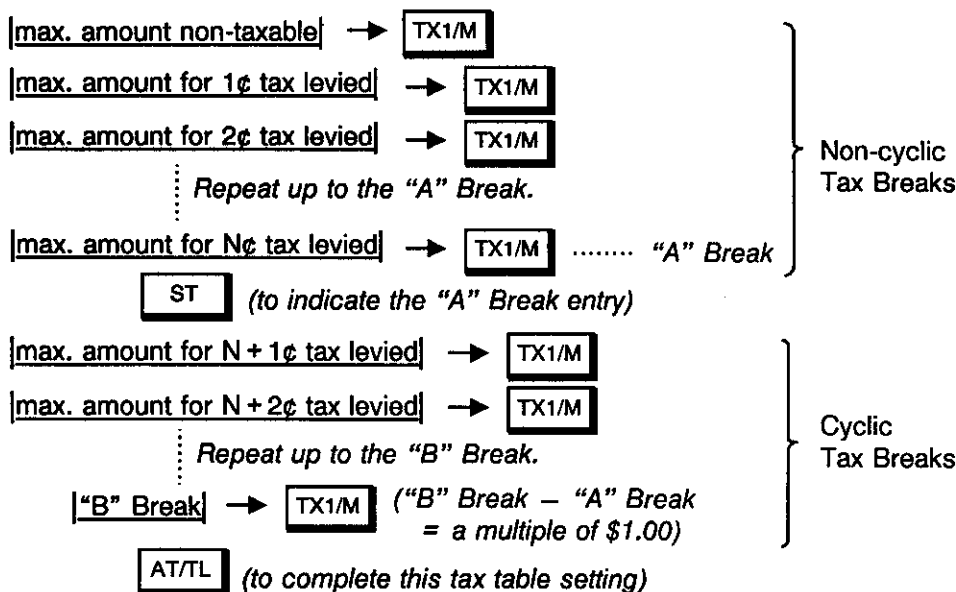 max. amount non-taxable → TX1/M
max. amount for 1¢ tax levied → TX1/M
max. amount for 2¢ tax levied → TX1/M
Repeat up to the “A” Break.
max. amount for N¢ tax levied → TX1/M ........ “A” Break
Non-cyclic
Tax Breaks
ST (to indicate the “A” Break entry)
max. amount for N + 1¢ tax levied → TX1/M
max. amount for N + 2¢ tax levied → TX1/M
Repeat up to the “B” Break.
“B” Break → TX1/M (“B” Break – “A” Break
= a multiple of $1.00)
Cyclic
Tax Breaks
AT/TL (to complete this tax table setting)